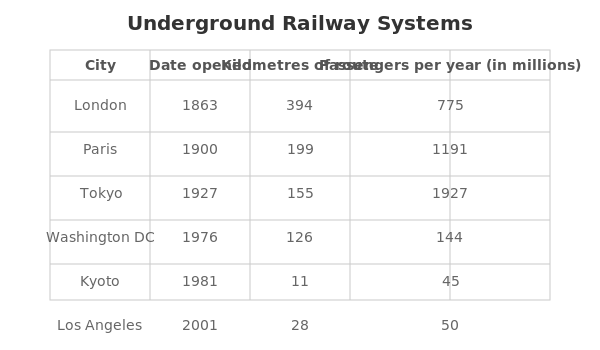 Underground Railway Systems
City Date opened Kilometres of route Passengers per year (in millions)
London 1863 394 775
Paris 1900 199 1191
Tokyo 1927 155 1927
Washington DC 1976 126 144
Kyoto 1981 11 45
Los Angeles 2001 28 50